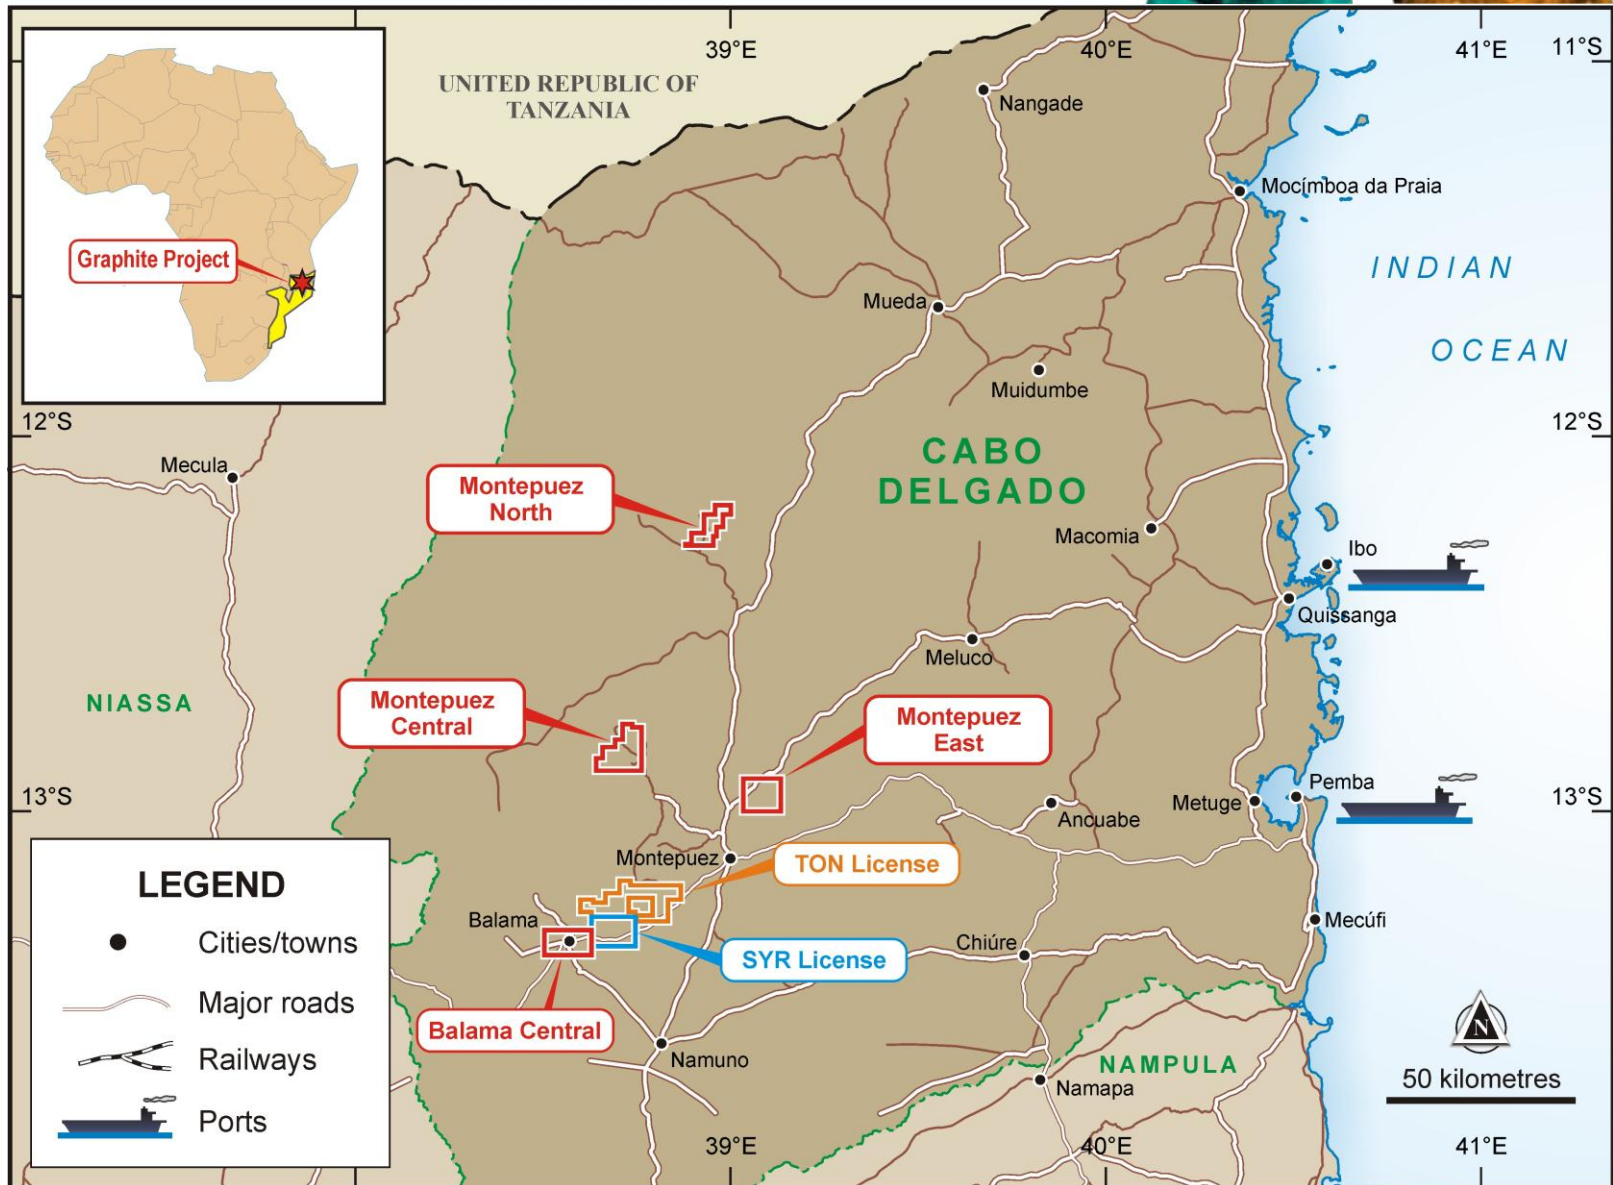 39°E
40°E
41°E
11°S
UNITED REPUBLIC OF
TANZANIA
Nangade
Mocímboa da Praia
Graphite Project
INDIAN
OCEAN
Mueda
Muidumbe
12°S
12°S
Mecula
CABO
DELGADO
Montepuez
North
Macomia
Ibo
Quissanga
Meluco
NIASSA
Montepuez
Central
Montepuez
East
13°S
13°S
Pemba
Metuge
Ancuabe
Montepuez
TON License
LEGEND
Cities/towns
Major roads
Railways
Ports
Balama
Mecúfi
Chiúre
SYR License
Balama Central
Namuno
NAMPULA
Namapa
N
50 kilometres
39°E
40°E
41°E